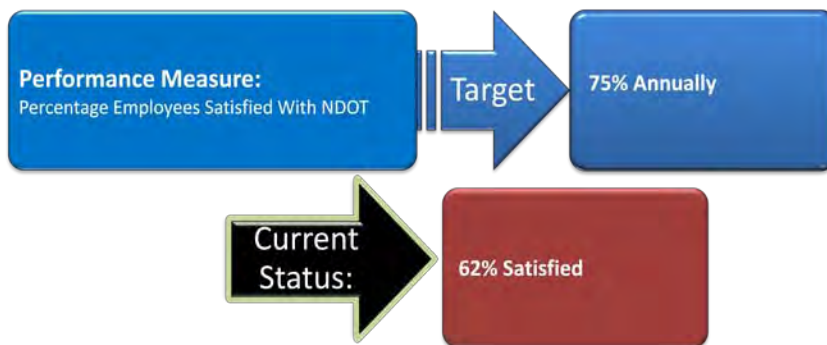 Performance Measure:
Percentage Employees Satisfied With NDOT
Target
75% Annually
Current
Status:
62% Satisfied